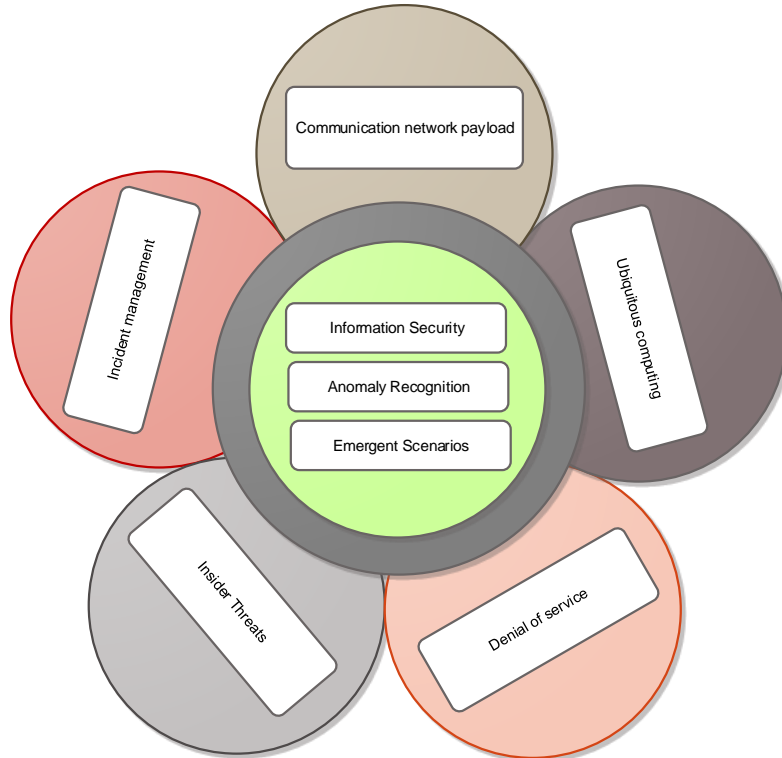 Communication network payload
Incident management
Ubiquitous computing
Information Security
Anomaly Recognition
Emergent Scenarios
Insider Threats
Denial of service